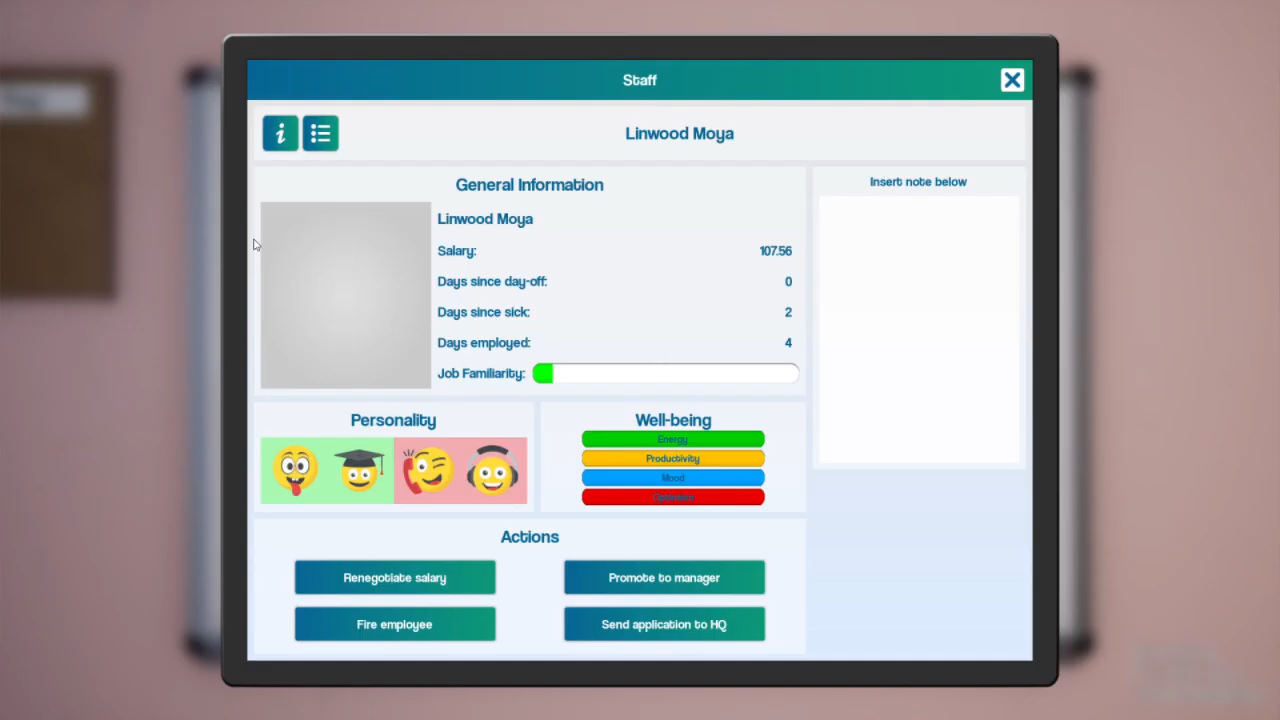 Staff
Linwood Moya
General Information
Linwood Moya
Salary: 107.56
Days since day-off: 0
Days since sick: 2
Days employed: 4
Job Familiarity:
Insert note below
Personality
Well-being
Energy
Productivity
Mood
Optimism
Actions
Renegotiate salary
Promote to manager
Fire employee
Send application to HQ